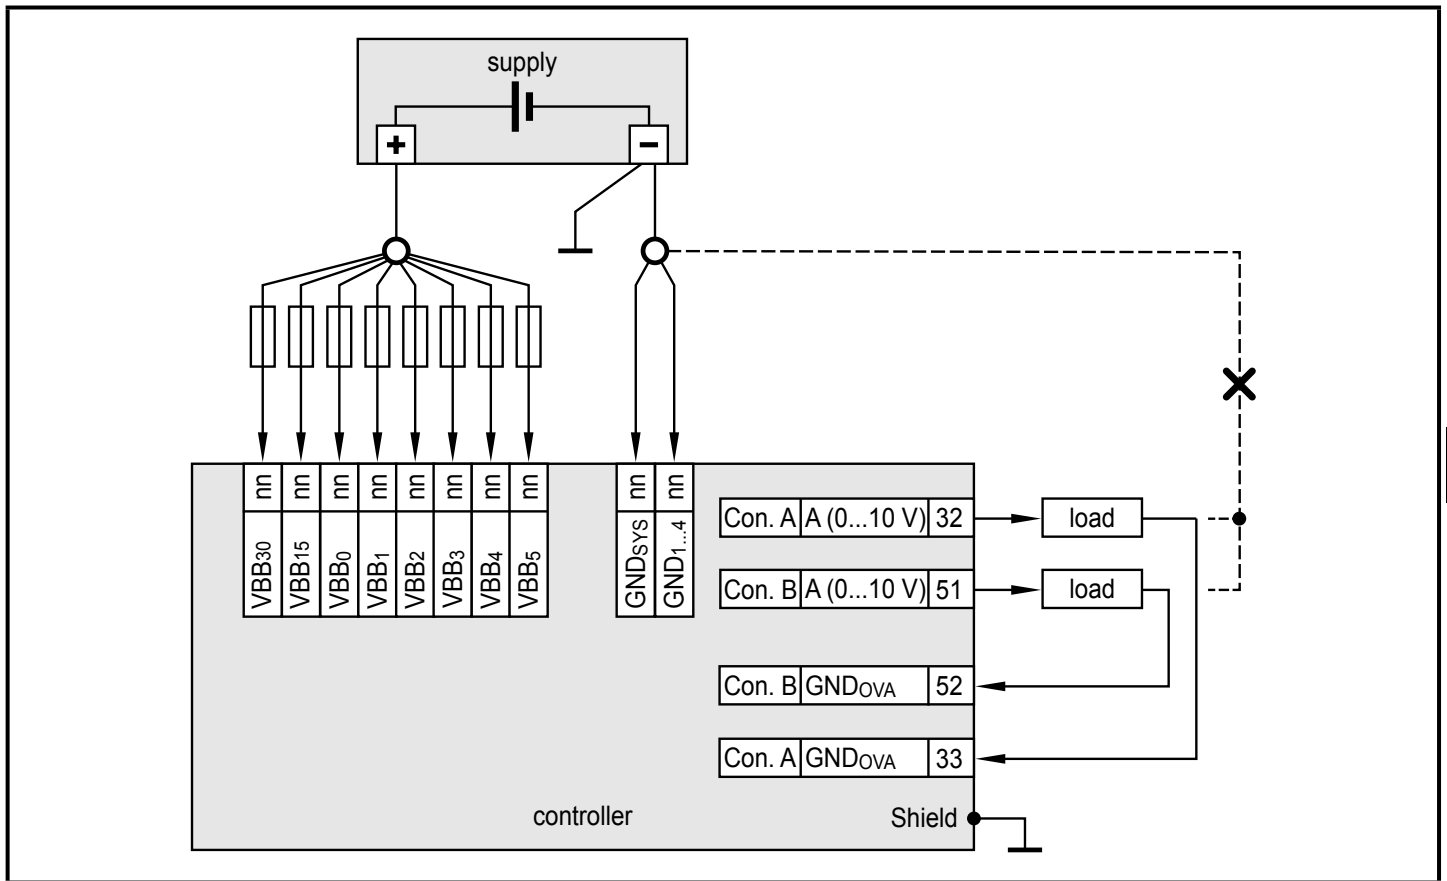 supply
+ −
nn nn nn nn nn nn nn nn nn nn
VBB30 VBB15 VBB0 VBB1 VBB2 VBB3 VBB4 VBB5 GNDSYS GND1...4
Con. A A (0...10 V) 32 load
Con. B A (0...10 V) 51 load
Con. B GNDOVA 52
Con. A GNDOVA 33
controller Shield